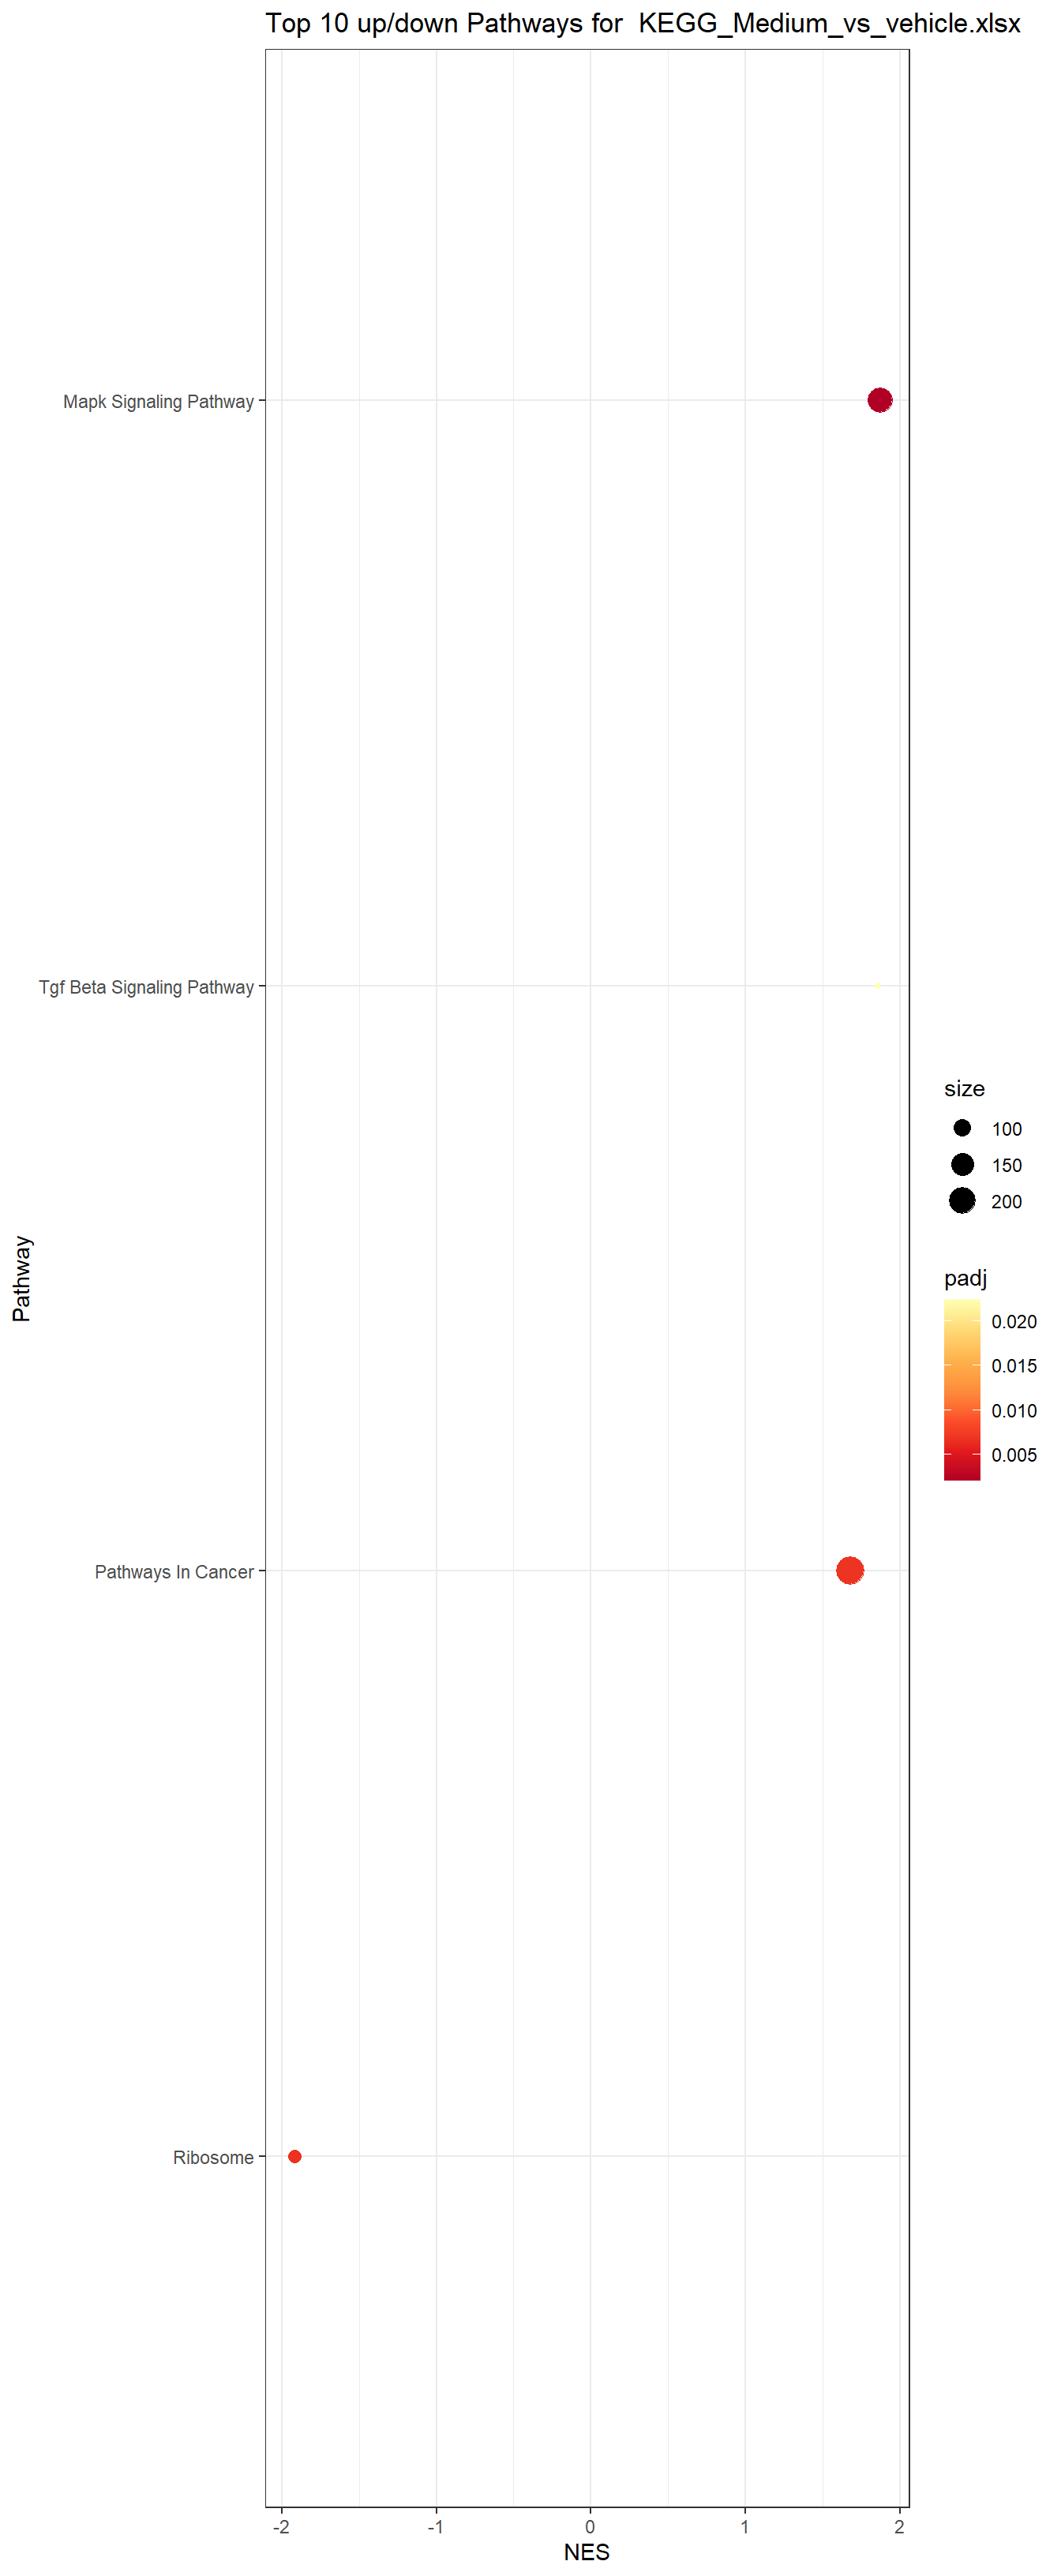 Top 10 up/down Pathways for  KEGG_Medium_vs_vehicle.xlsx
Mapk Signaling Pathway
Tgf Beta Signaling Pathway
Pathways In Cancer
Ribosome
Pathway
-2
-1
0
1
2
NES
size
100
150
200
padj
0.020
0.015
0.010
0.005